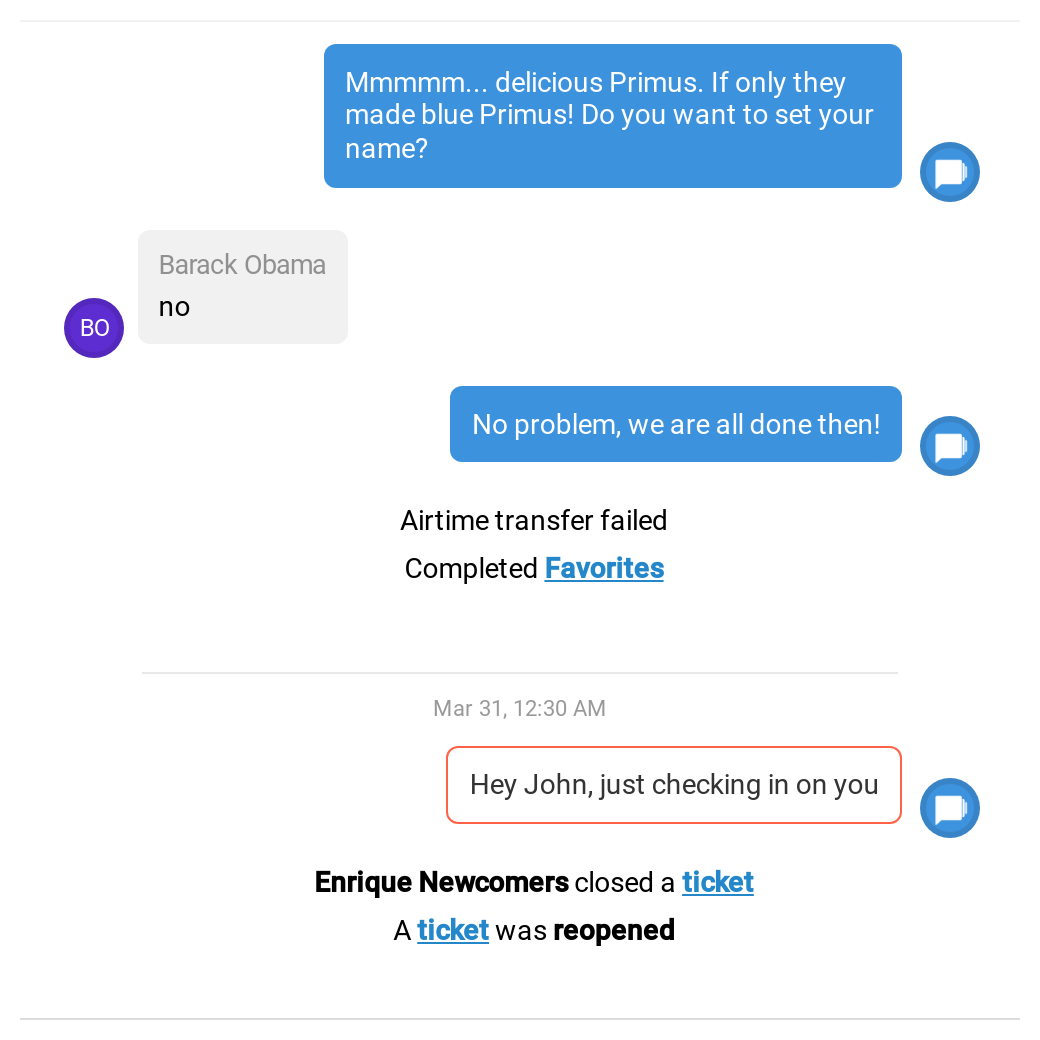 Mmmmm... delicious Primus. If only they
made blue Primus! Do you want to set your
name?
Barack Obama
no
BO
No problem, we are all done then!
Airtime transfer failed
Completed Favorites
Mar 31, 12:30 AM
Hey John, just checking in on you
Enrique Newcomers closed a ticket
A ticket was reopened